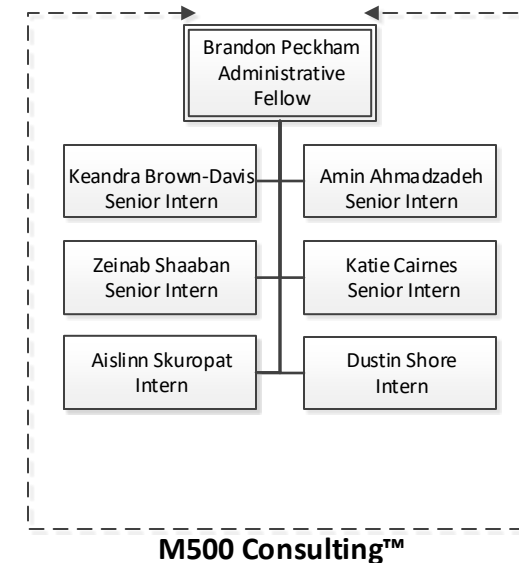 Brandon Peckham
Administrative
Fellow
Keandra Brown-Davis
Senior Intern
Amin Ahmadzadeh
Senior Intern
Zeinab Shaaban
Senior Intern
Katie Cairnes
Senior Intern
Aislinn Skuropat
Intern
Dustin Shore
Intern
M500 Consulting™